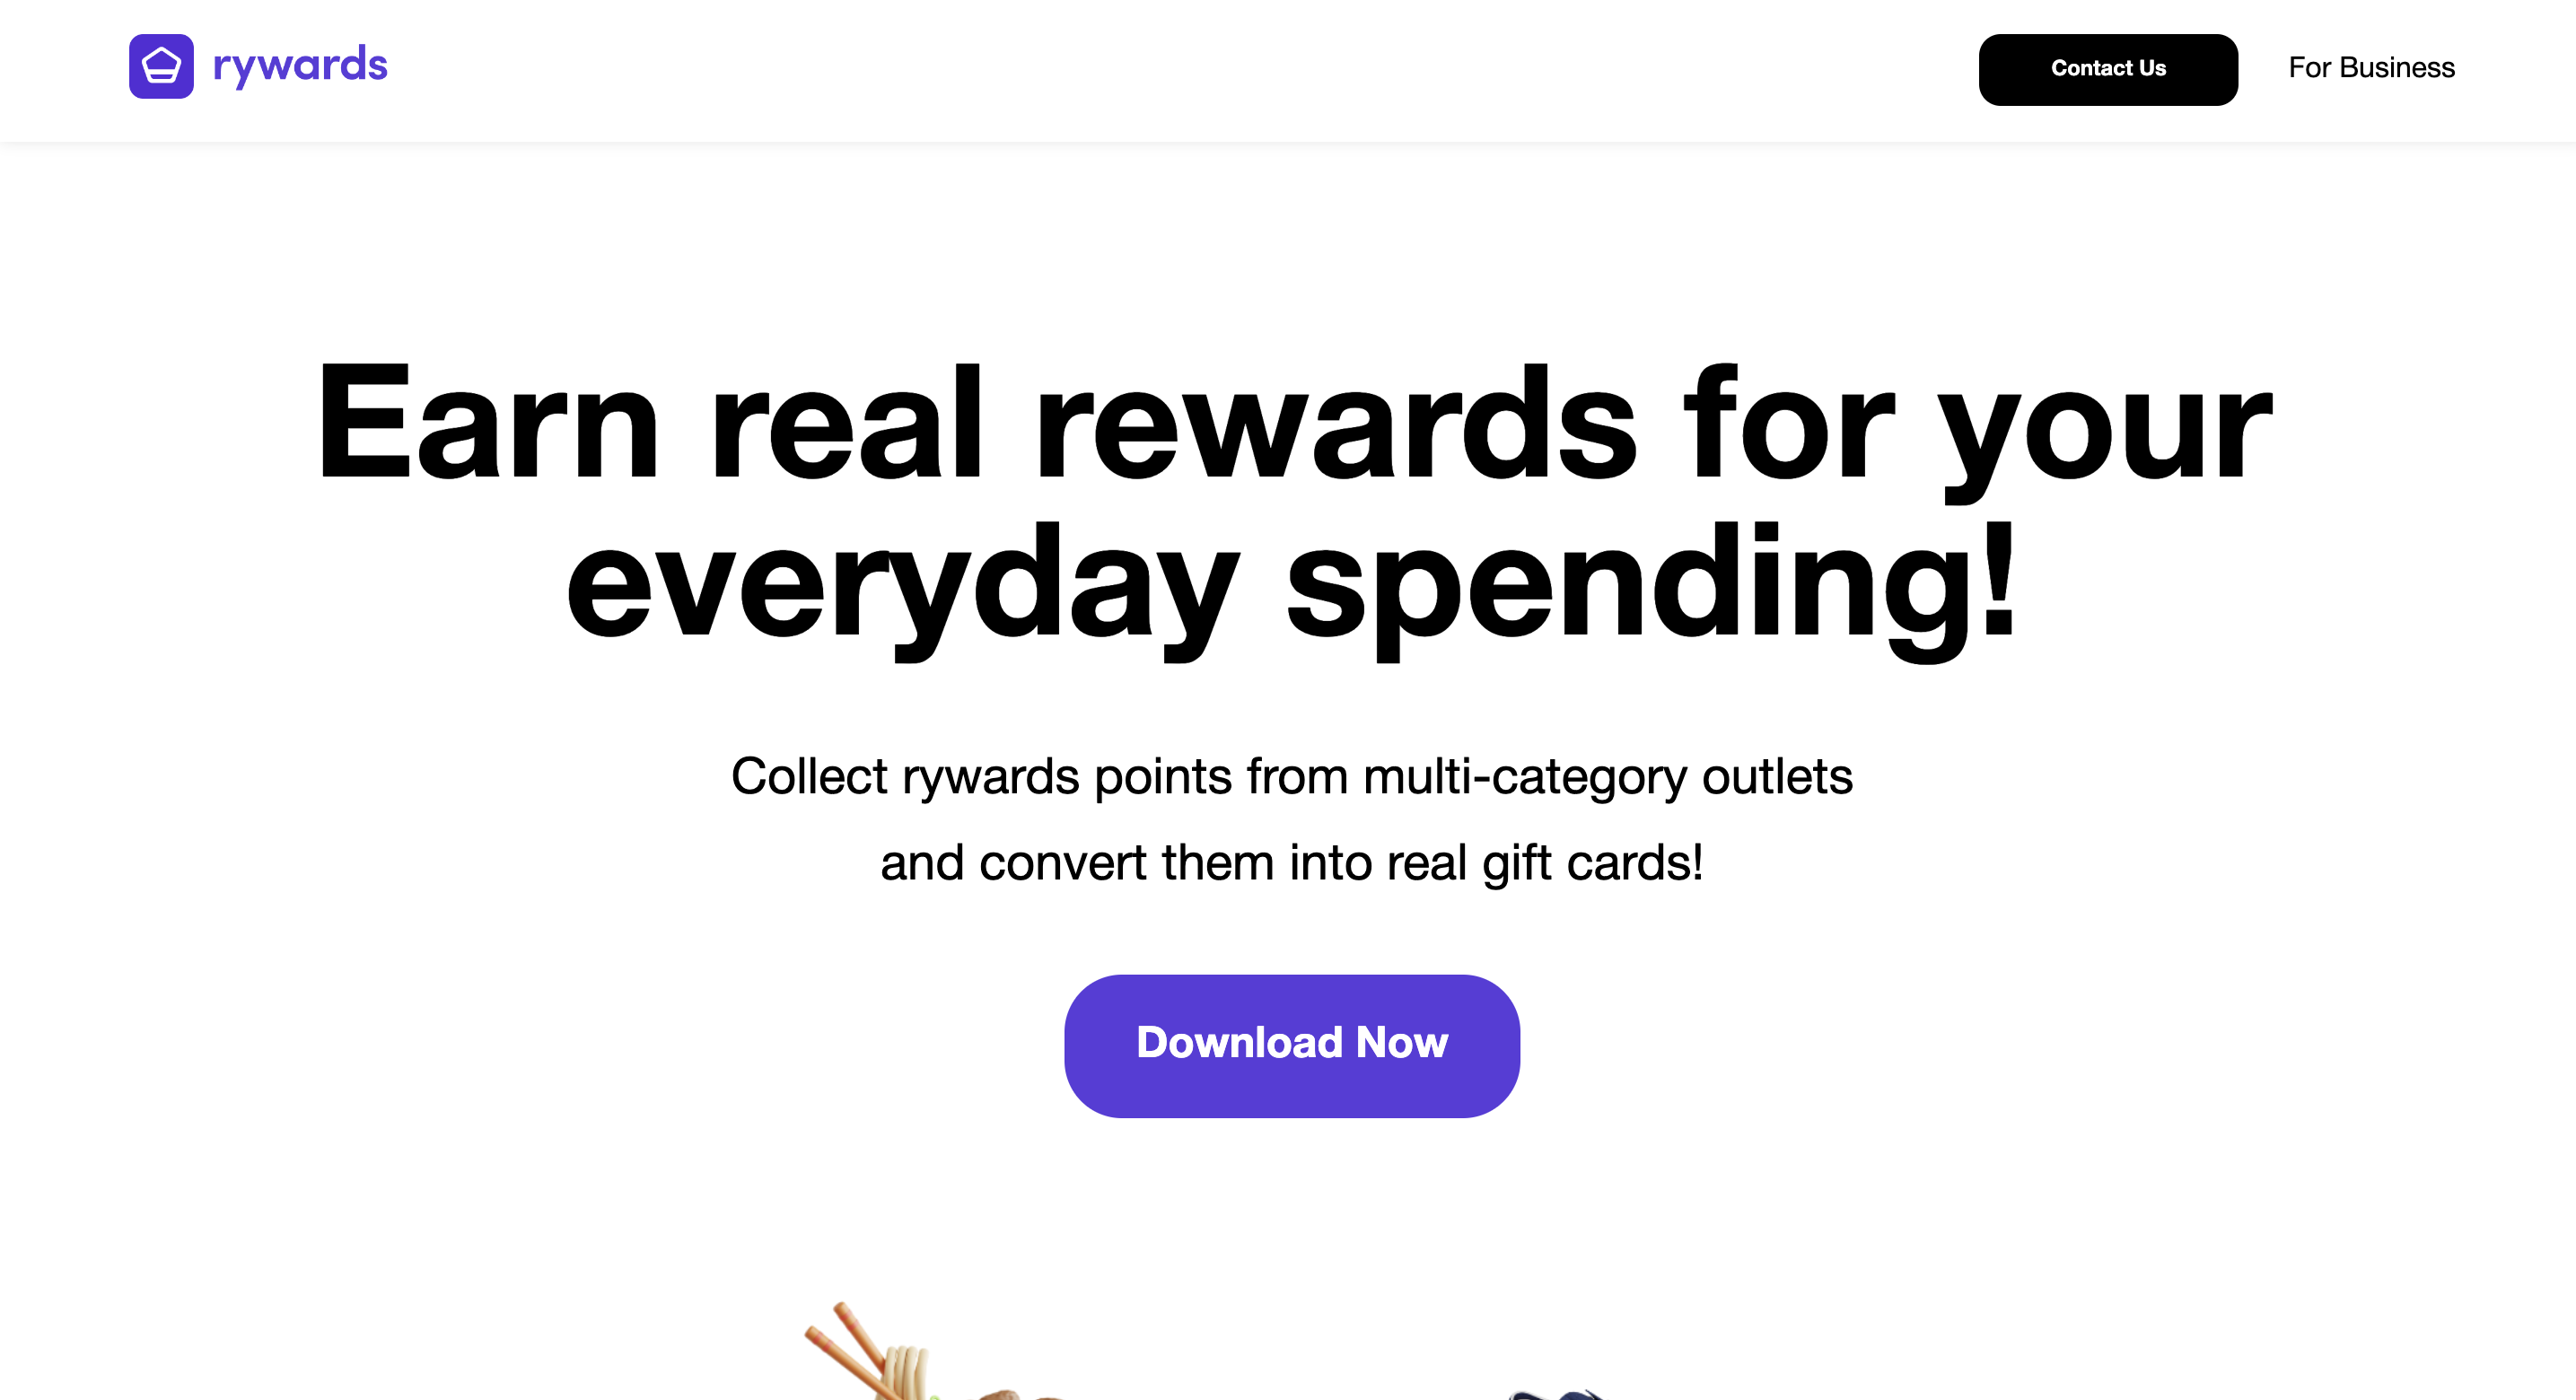 rywards
Contact Us
For Business
Earn real rewards for your
everyday spending!
Collect rywards points from multi-category outlets
and convert them into real gift cards!
Download Now